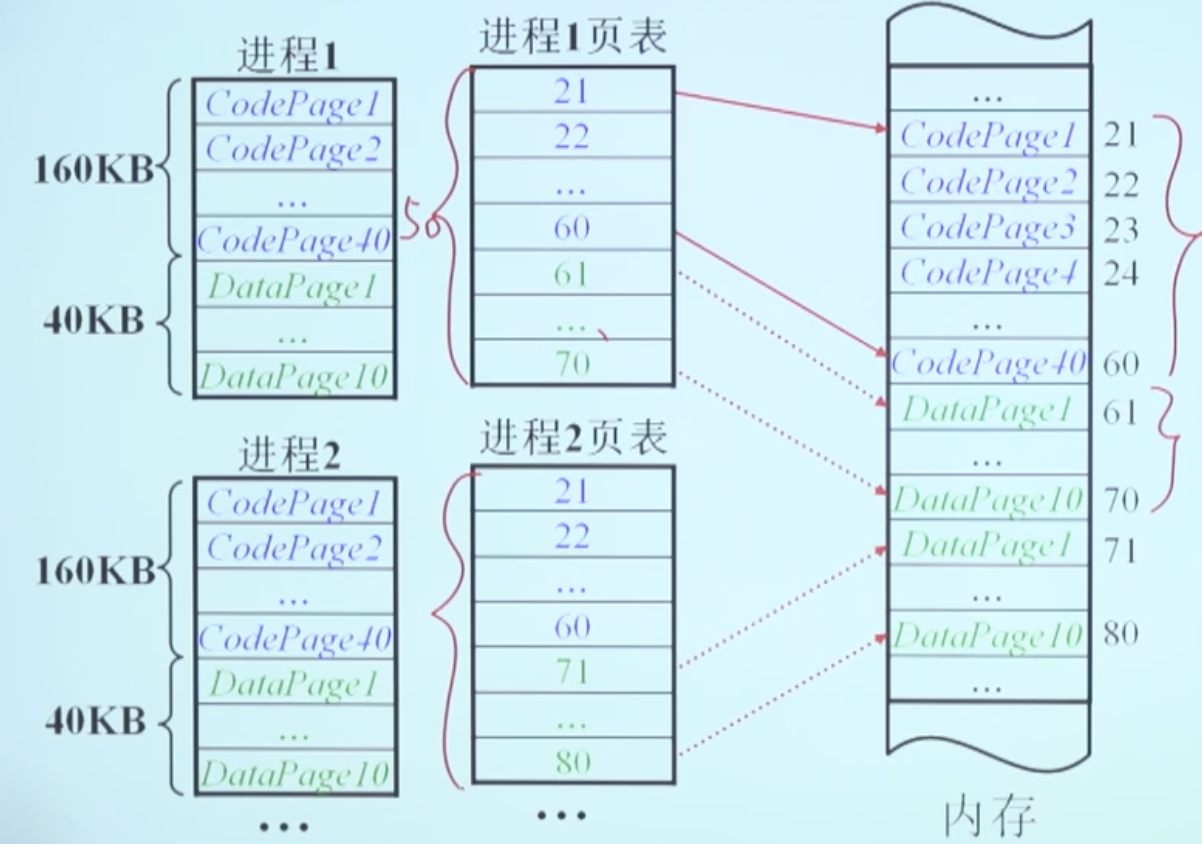 进程1
CodePage1
CodePage2
...
CodePage40
DataPage1
...
DataPage10
160KB
40KB
50
进程1页表
21
22
...
60
61
...
70
进程2
CodePage1
CodePage2
...
CodePage40
DataPage1
...
DataPage10
160KB
40KB
...
进程2页表
21
22
...
60
71
...
80
...
...
CodePage1 21
CodePage2 22
CodePage3 23
CodePage4 24
...
CodePage40 60
DataPage1 61
...
DataPage10 70
DataPage1 71
...
DataPage10 80
...
内存